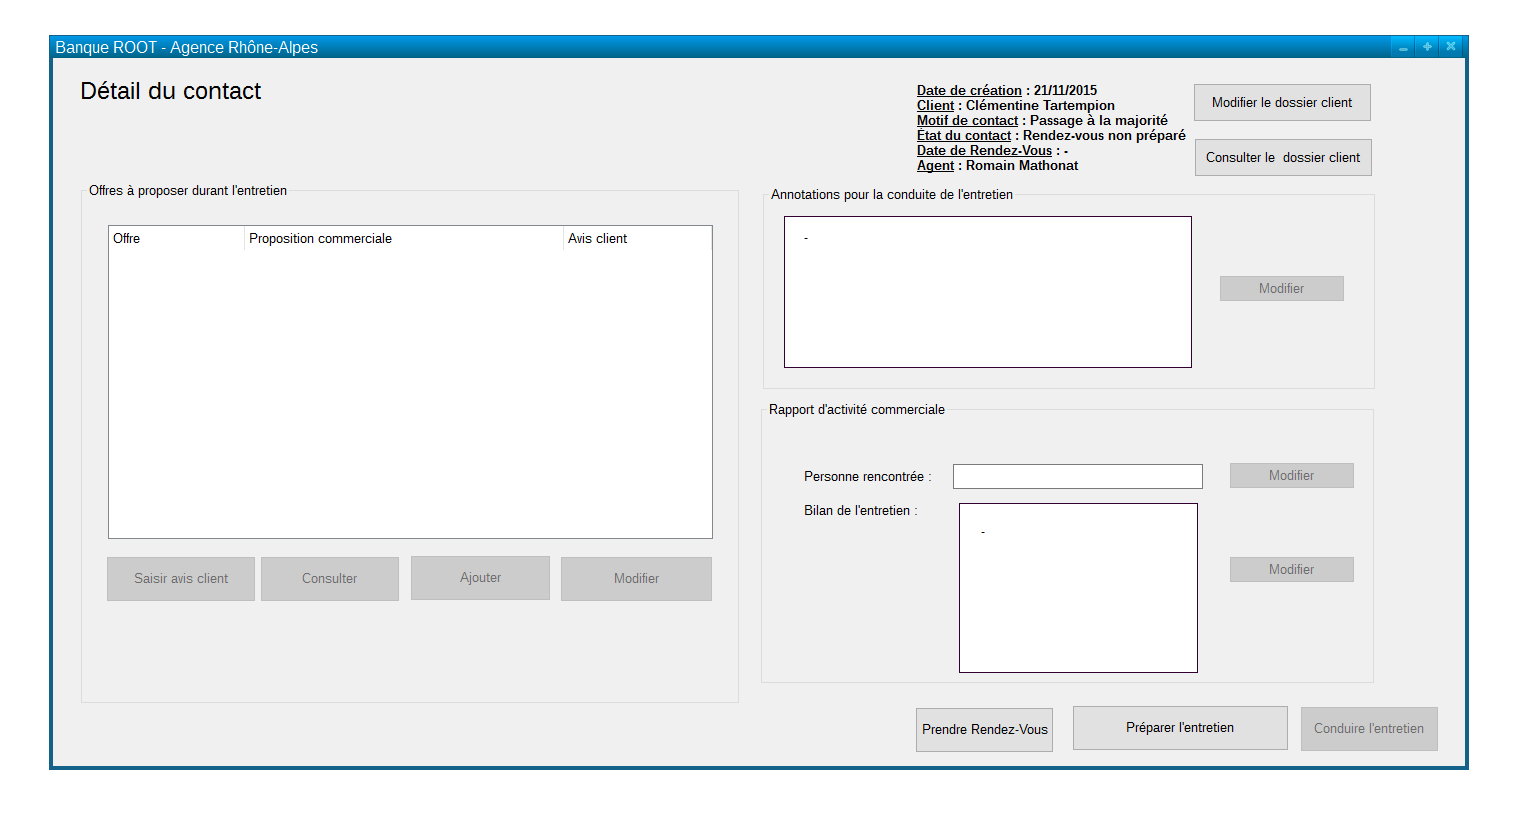 Banque ROOT - Agence Rhône-Alpes
Détail du contact
Date de création : 21/11/2015
Client : Clémentine Tartempion
Motif de contact : Passage à la majorité
État du contact : Rendez-vous non préparé
Date de Rendez-Vous : -
Agent : Romain Mathonat
Modifier le dossier client
Consulter le  dossier client
Offres à proposer durant l'entretien
Offre Proposition commerciale Avis client
Saisir avis client Consulter Ajouter Modifier
Annotations pour la conduite de l'entretien
-
Modifier
Rapport d'activité commerciale
Personne rencontrée : Modifier
Bilan de l'entretien :
-
Modifier
Prendre Rendez-Vous Préparer l'entretien Conduire l'entretien